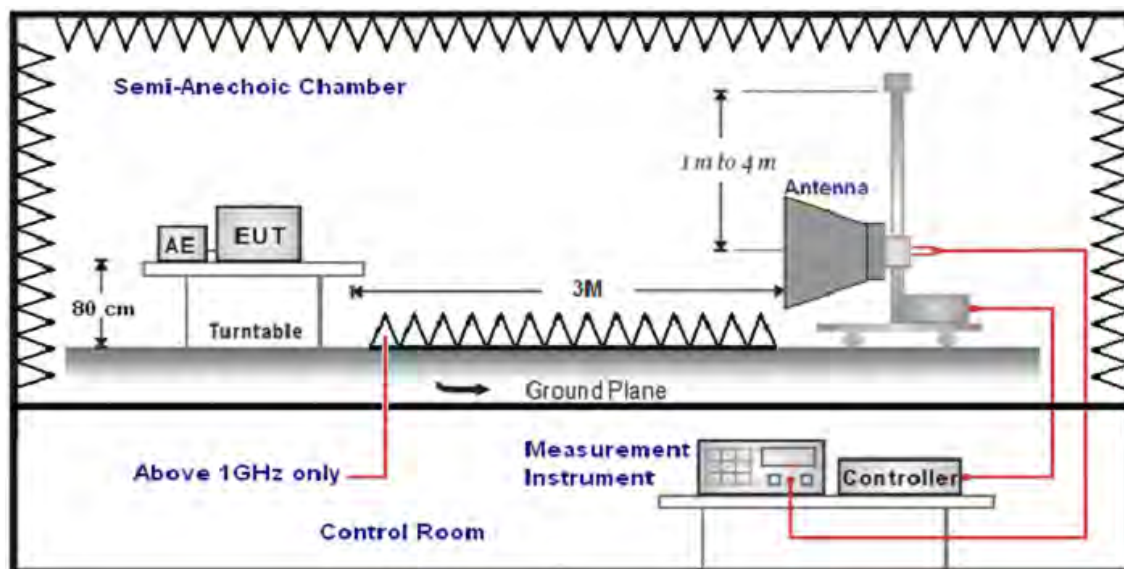 Semi-Anechoic Chamber
1 m to 4 m
Antenna
AE
EUT
80 cm
3M
Turntable
Ground Plane
Above 1GHz only
Measurement
Instrument
Controller
Control Room